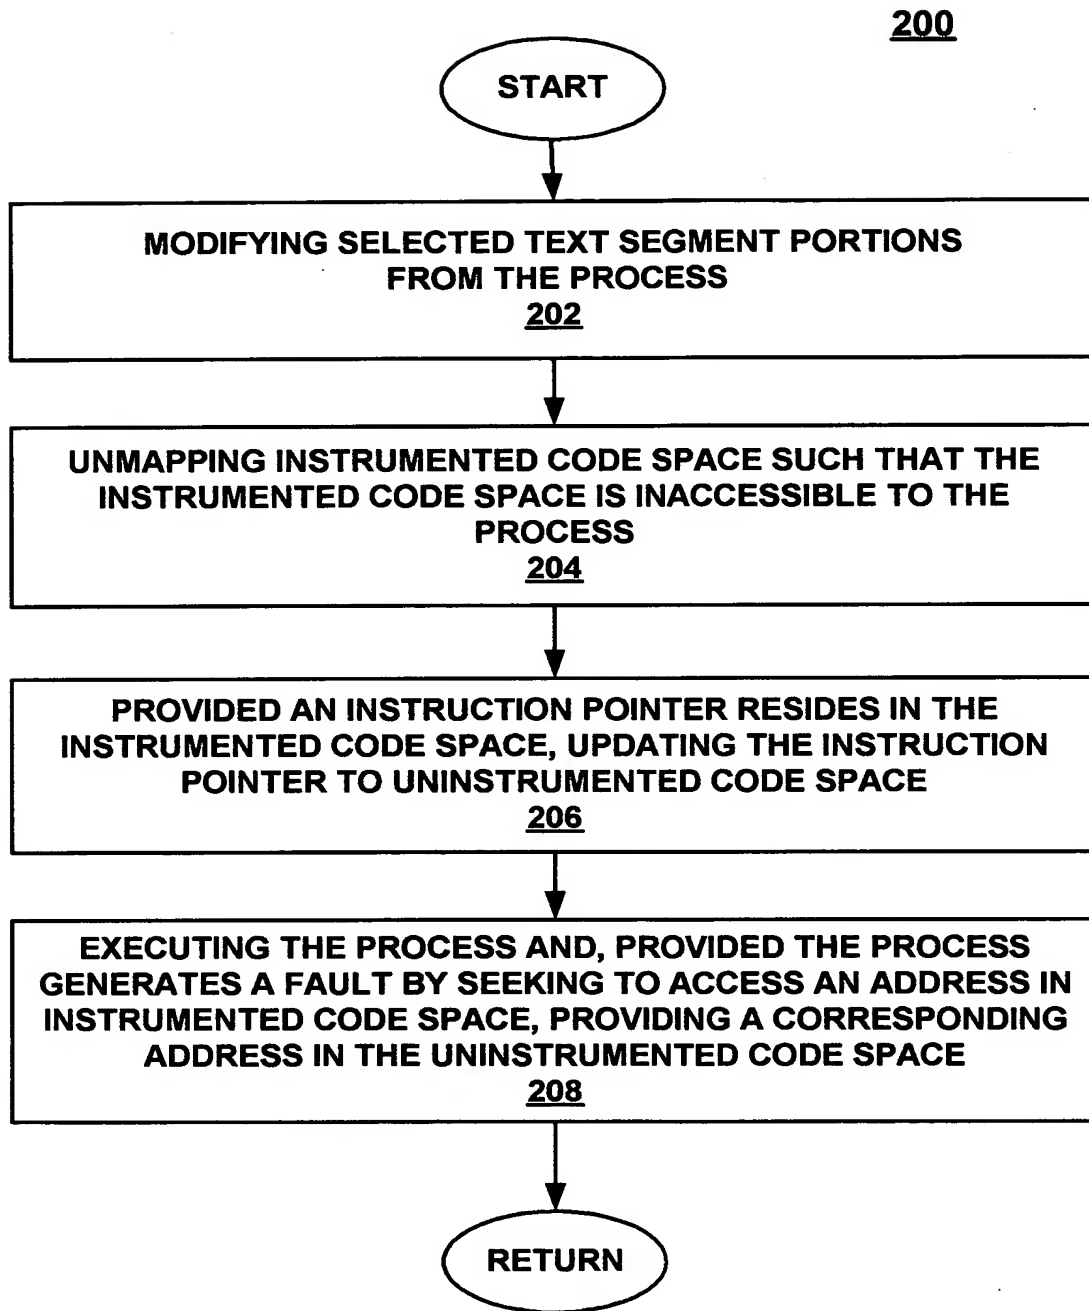 200
START
MODIFYING SELECTED TEXT SEGMENT PORTIONS
FROM THE PROCESS
202
UNMAPPING INSTRUMENTED CODE SPACE SUCH THAT THE
INSTRUMENTED CODE SPACE IS INACCESSIBLE TO THE
PROCESS
204
PROVIDED AN INSTRUCTION POINTER RESIDES IN THE
INSTRUMENTED CODE SPACE, UPDATING THE INSTRUCTION
POINTER TO UNINSTRUMENTED CODE SPACE
206
EXECUTING THE PROCESS AND, PROVIDED THE PROCESS
GENERATES A FAULT BY SEEKING TO ACCESS AN ADDRESS IN
INSTRUMENTED CODE SPACE, PROVIDING A CORRESPONDING
ADDRESS IN THE UNINSTRUMENTED CODE SPACE
208
RETURN